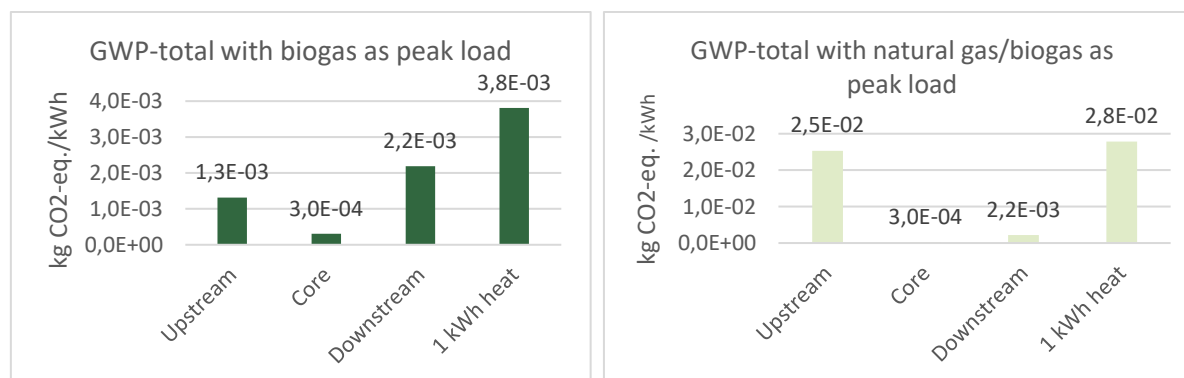 GWP-total with biogas as peak load
kg CO2-eq./kWh
4,0E-03
3,0E-03
2,0E-03
1,0E-03
0,0E+00
1,3E-03
3,0E-04
2,2E-03
3,8E-03
Upstream
Core
Downstream
1 kWh heat
GWP-total with natural gas/biogas as
peak load
kg CO2-eq./kWh
3,0E-02
2,0E-02
1,0E-02
0,0E+00
2,5E-02
3,0E-04
2,2E-03
2,8E-02
Upstream
Core
Downstream
1 kWh heat